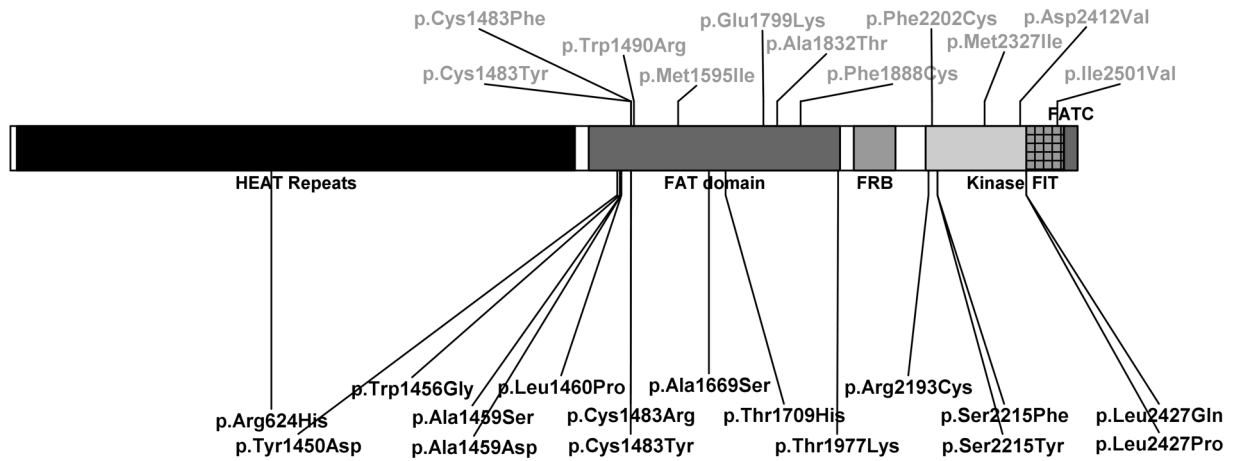 p.Cys1483Phe
p.Glu1799Lys
p.Phe2202Cys
p.Asp2412Val
p.Trp1490Arg
p.Ala1832Thr
p.Met2327Ile
p.Cys1483Tyr
p.Met1595Ile
p.Phe1888Cys
p.Ile2501Val
FATC
HEAT Repeats
FAT domain
FRB
Kinase
FIT
p.Trp1456Gly
p.Leu1460Pro
p.Ala1669Ser
p.Arg2193Cys
p.Arg624His
p.Ala1459Ser
p.Cys1483Arg
p.Thr1709His
p.Ser2215Phe
p.Leu2427Gln
p.Tyr1450Asp
p.Ala1459Asp
p.Cys1483Tyr
p.Thr1977Lys
p.Ser2215Tyr
p.Leu2427Pro